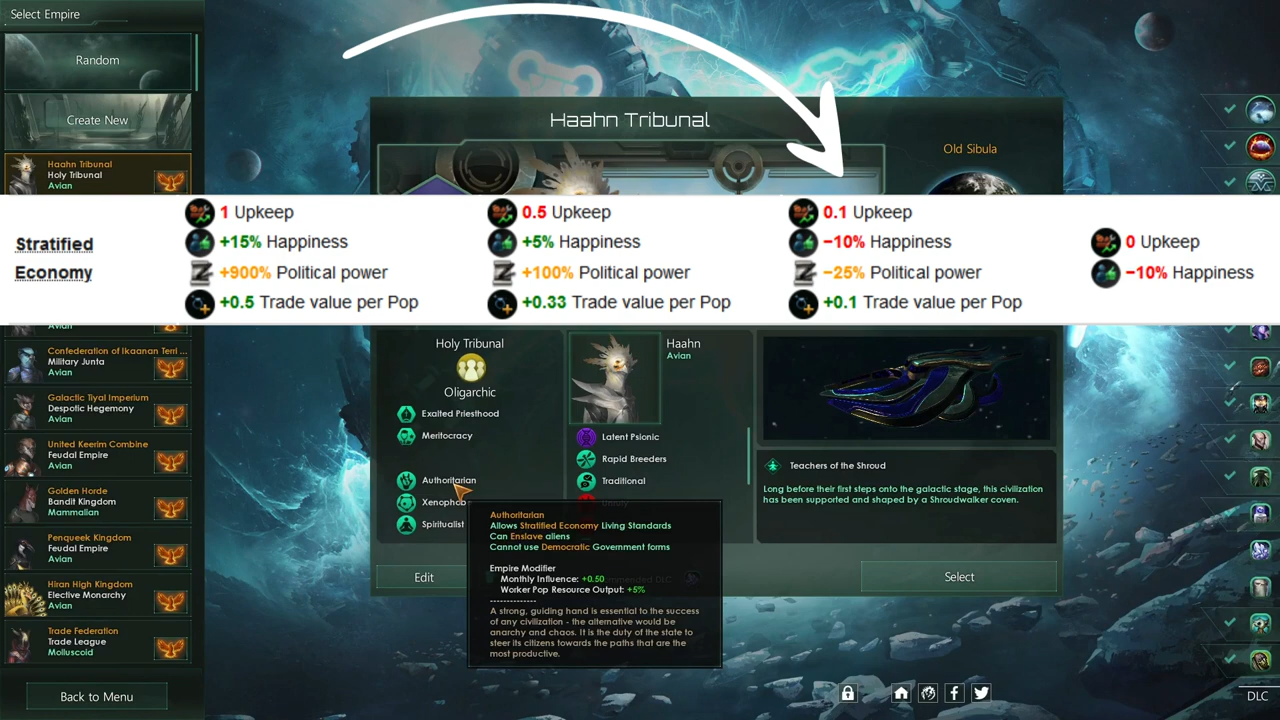 Select Empire
Random
Create New
Haahn Tribunal
Holy Tribunal
Avian
Haahn Tribunal
Old Sibula
Stratified
Economy
1 Upkeep
+15% Happiness
+900% Political power
+0.5 Trade value per Pop
0.5 Upkeep
+5% Happiness
+100% Political power
+0.33 Trade value per Pop
0.1 Upkeep
−10% Happiness
−25% Political power
+0.1 Trade value per Pop
0 Upkeep
−10% Happiness
Avian
Confederation of Ikaanan Terri ...
Military Junta
Avian
Galactic Tiyal Imperium
Despotic Hegemony
Avian
United Keerim Combine
Feudal Empire
Avian
Golden Horde
Bandit Kingdom
Mammalian
Penqueek Kingdom
Feudal Empire
Avian
Hiran High Kingdom
Elective Monarchy
Avian
Trade Federation
Trade League
Molluscoid
Back to Menu
Holy Tribunal
Oligarchic
Exalted Priesthood
Meritocracy
Authoritarian
Xenophob
Spiritualist
Haahn
Avian
Latent Psionic
Rapid Breeders
Traditional
Teachers of the Shroud
Long before their first steps onto the galactic stage, this civilization
has been supported and shaped by a Shroudwalker coven.
Edit
Select
Authoritarian
Allows Stratified Economy Living Standards
Can Enslave aliens
Cannot use Democratic Government forms
Empire Modifier
Monthly Influence: +0.50
Worker Pop Resource Output: +5%
--------------
A strong, guiding hand is essential to the success
of any civilization - the alternative would be
anarchy and chaos. It is the duty of the state to
steer its citizens towards the paths that are the
most productive.
DLC